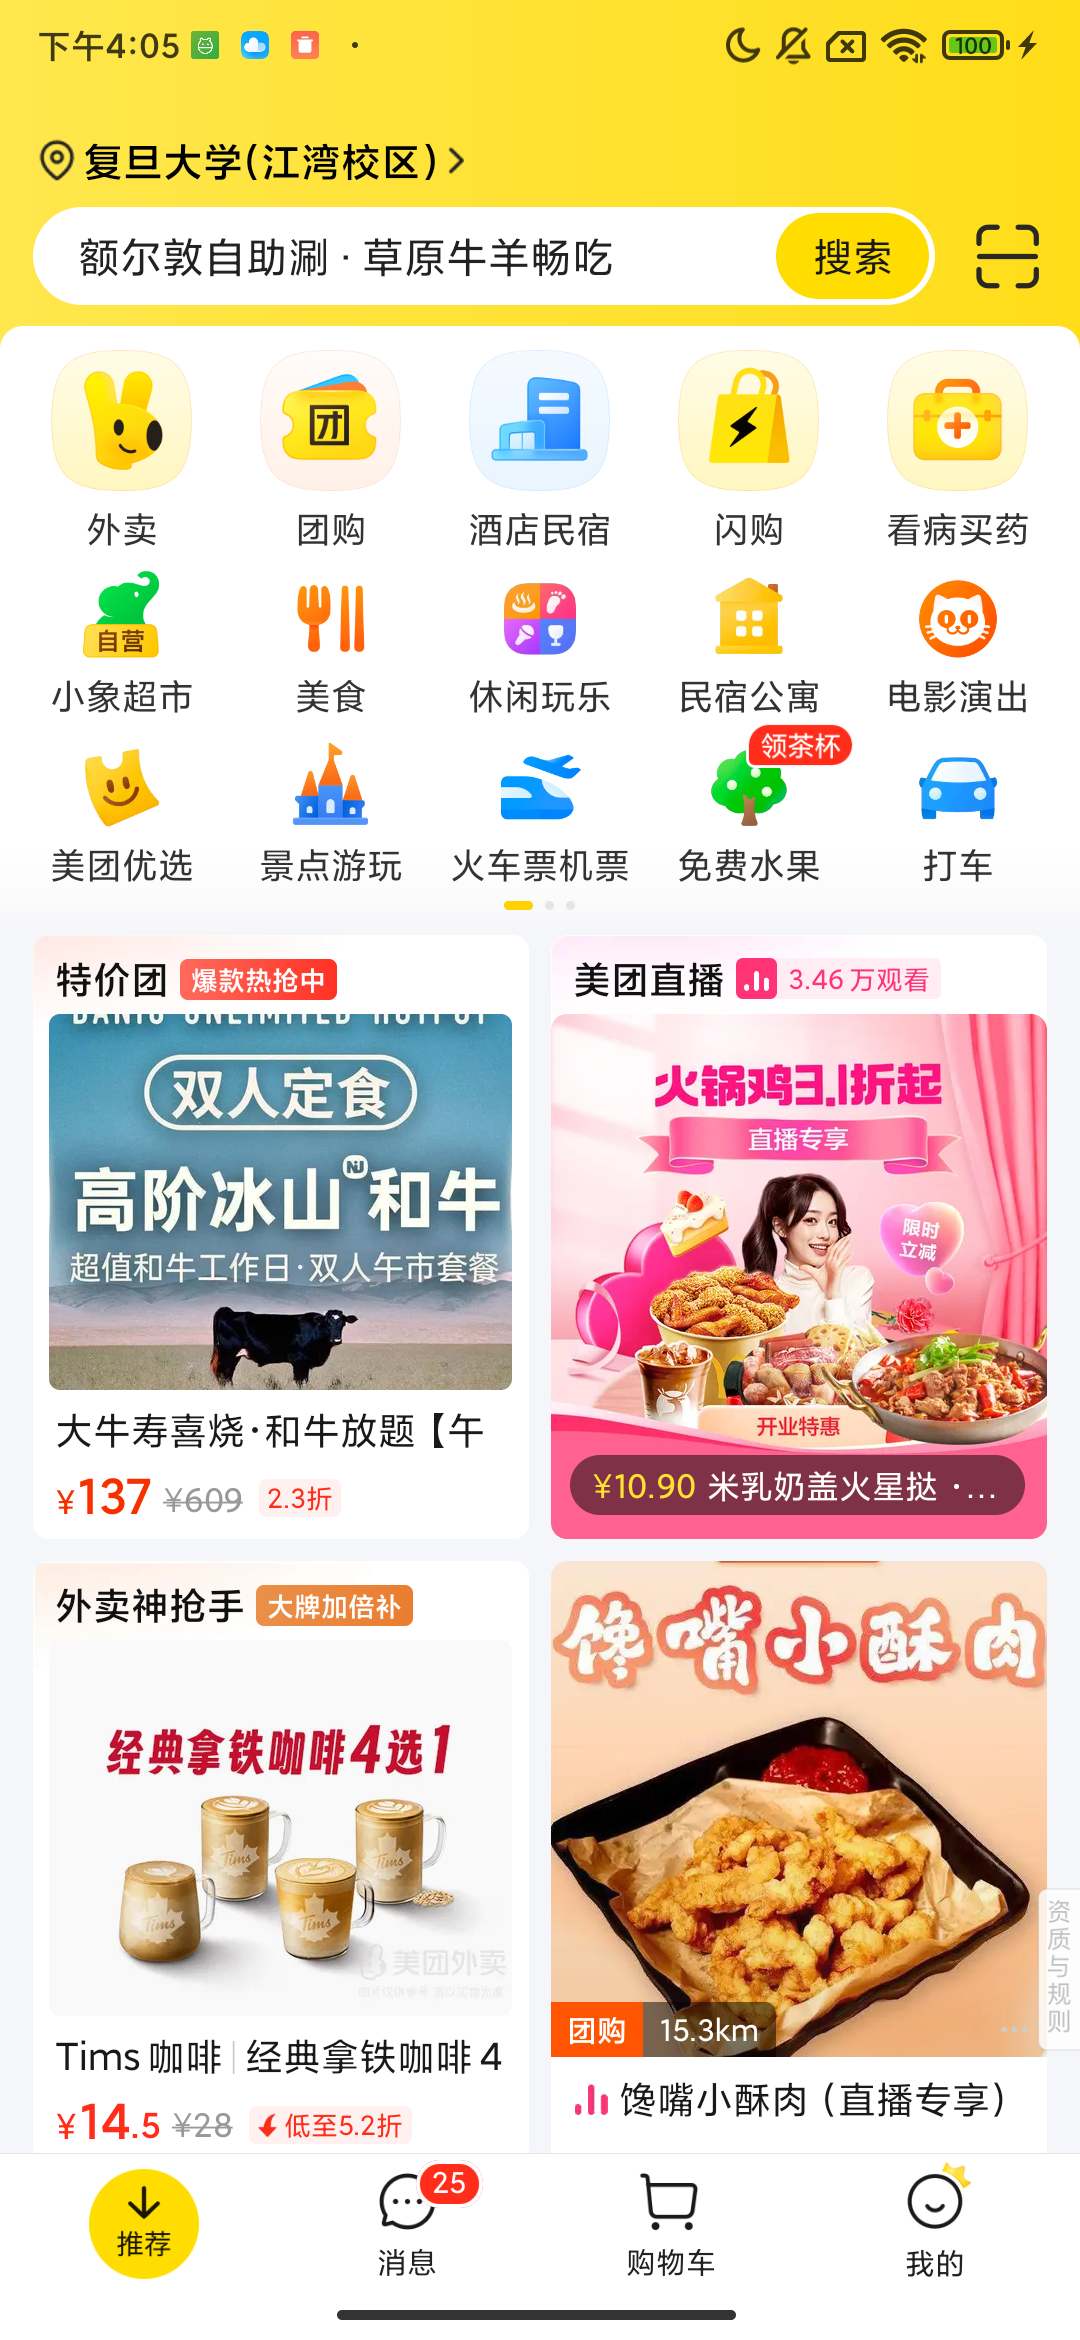 下午4:05
100
复旦大学(江湾校区)
额尔敦自助涮 · 草原牛羊畅吃
搜索
团
外卖
团购
酒店民宿
闪购
看病买药
自营
小象超市
美食
休闲玩乐
民宿公寓
电影演出
领茶杯
美团优选
景点游玩
火车票机票
免费水果
打车
特价团
爆款热抢中
双人定食
高阶冰山和牛
NU
超值和牛工作日·双人午市套餐
大牛寿喜烧·和牛放题【午
¥137 ¥609 2.3折
美团直播
3.46 万观看
火锅鸡3.1折起
直播专享
限时
立减
开业特惠
¥10.90 米乳奶盖火星挞 ·...
外卖神抢手
大牌加倍补
经典拿铁咖啡4选1
Tims
Tims
Tims
Tims
美团外卖
Tims 咖啡 | 经典拿铁咖啡 4
¥14.5 ¥28 低至5.2折
馋嘴小酥肉
团购 15.3km
馋嘴小酥肉（直播专享）
资质与规则
推荐
25
消息
购物车
我的